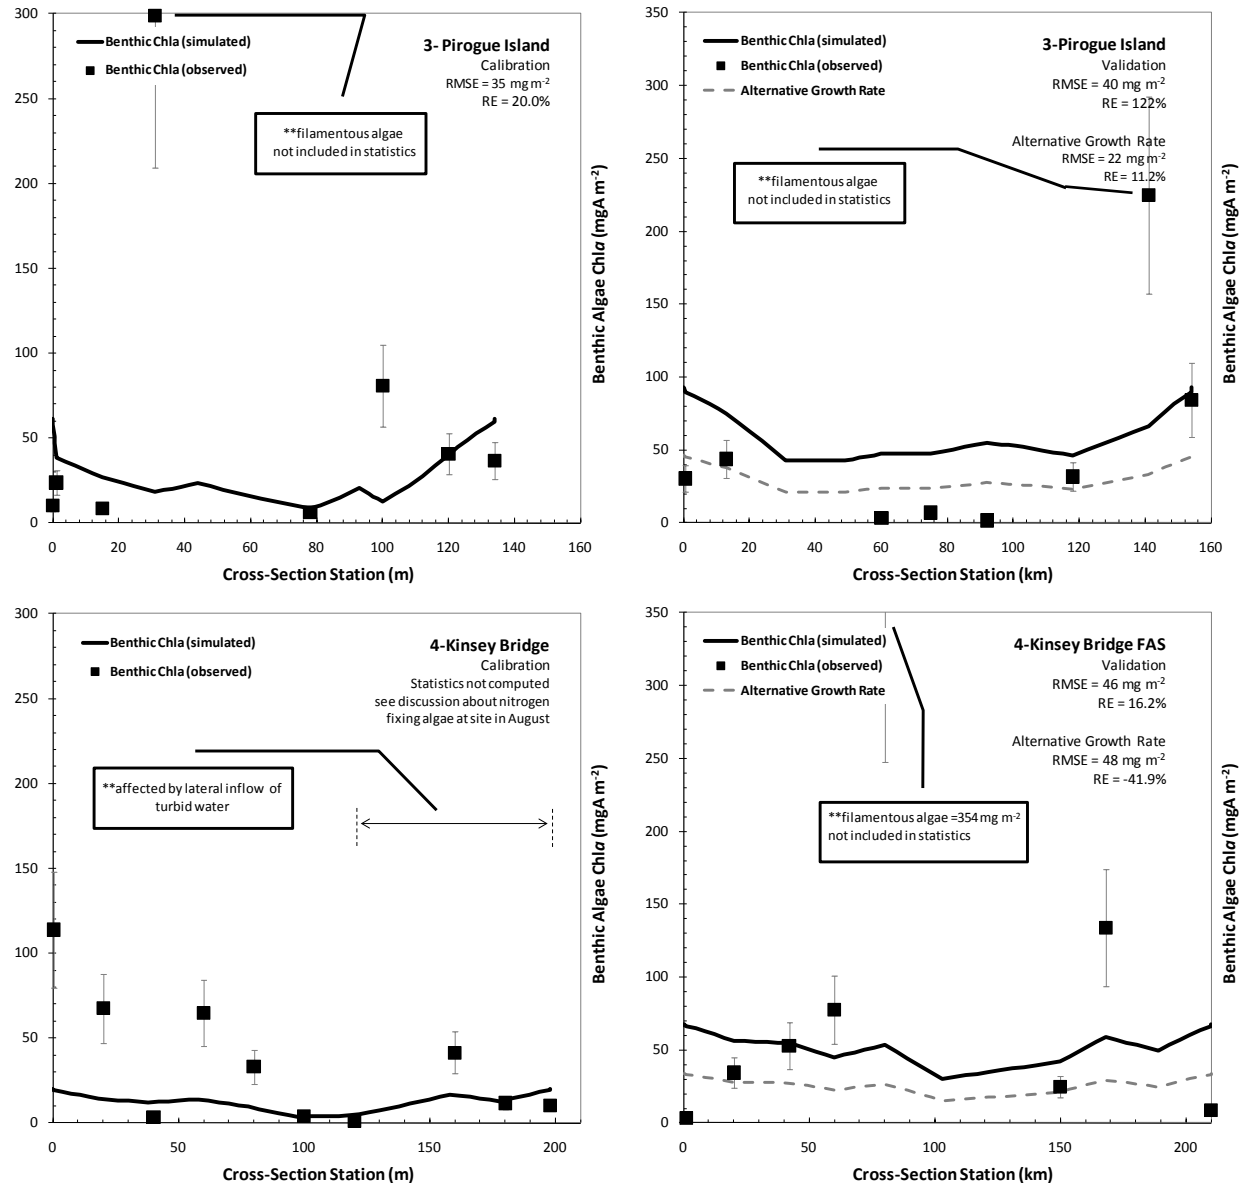 300
250
200
150
100
50
0
0 20 40 60 80 100 120 140 160
Cross-Section Station (m)
Benthic Algae Chla (mgA m-2)
Benthic Chla (simulated)
Benthic Chla (observed)
3- Pirogue Island
Calibration
RMSE = 35 mg m-2
RE = 20.0%
**filamentous algae
not included in statistics
350
300
250
200
150
100
50
0
0 20 40 60 80 100 120 140 160
Cross-Section Station (km)
Benthic Algae Chla (mgA m-2)
Benthic Chla (simulated)
Benthic Chla (observed)
Alternative Growth Rate
3-Pirogue Island
Validation
RMSE = 40 mg m-2
RE = 122%
Alternative Growth Rate
RMSE = 22 mg m-2
RE = 11.2%
**filamentous algae
not included in statistics
300
250
200
150
100
50
0
0 50 100 150 200
Cross-Section Station (m)
Benthic Algae Chla (mgA m-2)
Benthic Chla (simulated)
Benthic Chla (observed)
4-Kinsey Bridge
Calibration
Statistics not computed
see discussion about nitrogen
fixing algae at site in August
**affected by lateral inflow of
turbid water
350
300
250
200
150
100
50
0
0 50 100 150 200
Cross-Section Station (km)
Benthic Algae Chla (mgA m-2)
Benthic Chla (simulated)
Benthic Chla (observed)
Alternative Growth Rate
4-Kinsey Bridge FAS
Validation
RMSE = 46 mg m-2
RE = 16.2%
Alternative Growth Rate
RMSE = 48 mg m-2
RE = -41.9%
**filamentous algae =354 mg m-2
not included in statistics